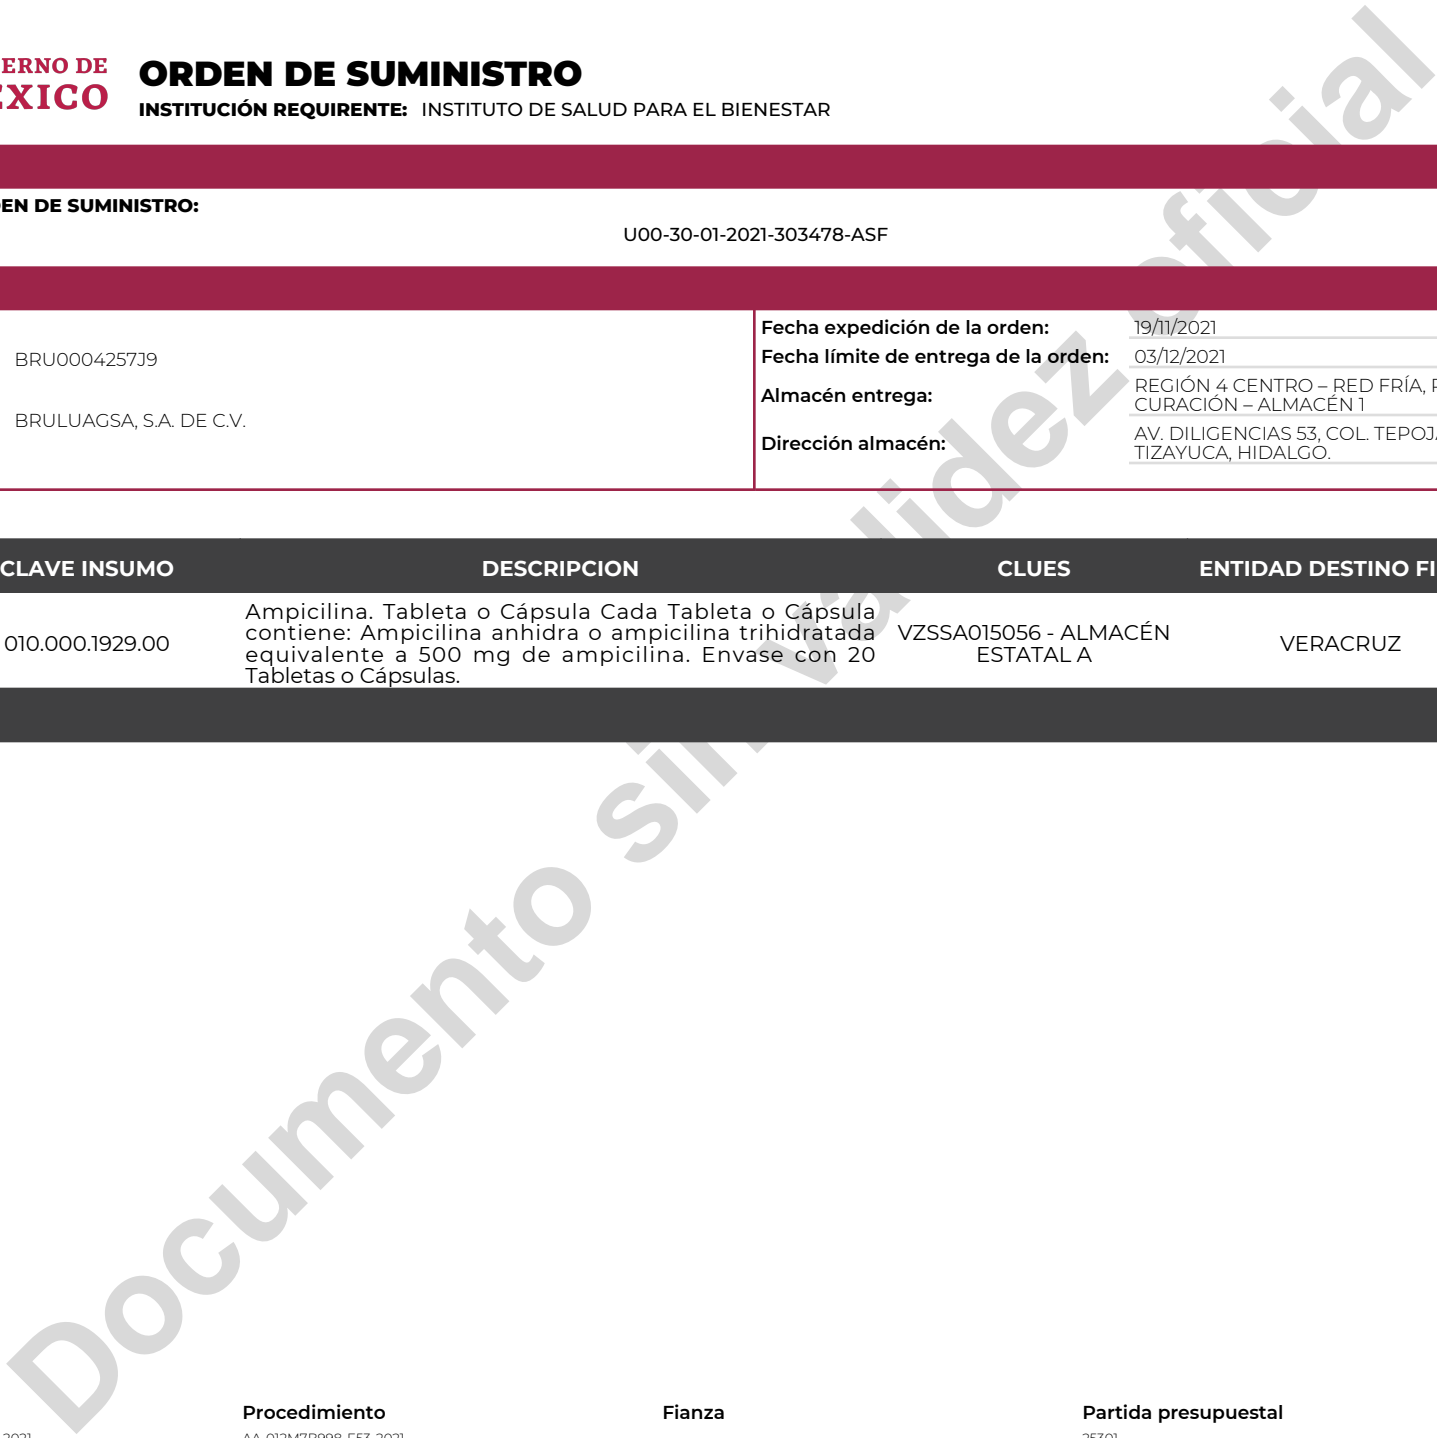 ERNO DE
ORDEN DE SUMINISTRO
INSTITUCIÓN REQUIRENTE: INSTITUTO DE SALUD PARA EL BIENESTAR
DE SUMINISTRO:
U00-30-01-2021-303478-ASF
BRU0004257J9
BRULUAGSA, S.A. DE C.V.
Fecha expedición de la orden: 19/11/2021
Fecha límite de entrega de la orden: 03/12/2021
Almacén entrega: REGIÓN 4 CENTRO – RED FRÍA,
CURACIÓN – ALMACÉN 1
Dirección almacén: AV. DILIGENCIAS 53, COL.
TIZAYUCA, HIDALGO.
CLAVE INSUMO DESCRIPCION CLUES ENTIDAD DESTINO
010.000.1929.00
Ampicilina. Tableta o Cápsula Cada Tableta o Cápsula
contiene: Ampicilina anhidra o ampicilina trihidratada
equivalente a 500 mg de ampicilina. Envase con 20
Tabletas o Cápsulas.
VZSSA015056 - ALMACÉN
ESTATAL A
VERACRUZ
Documento sin validez oficial
Procedimiento Fianza Partida presupuestal